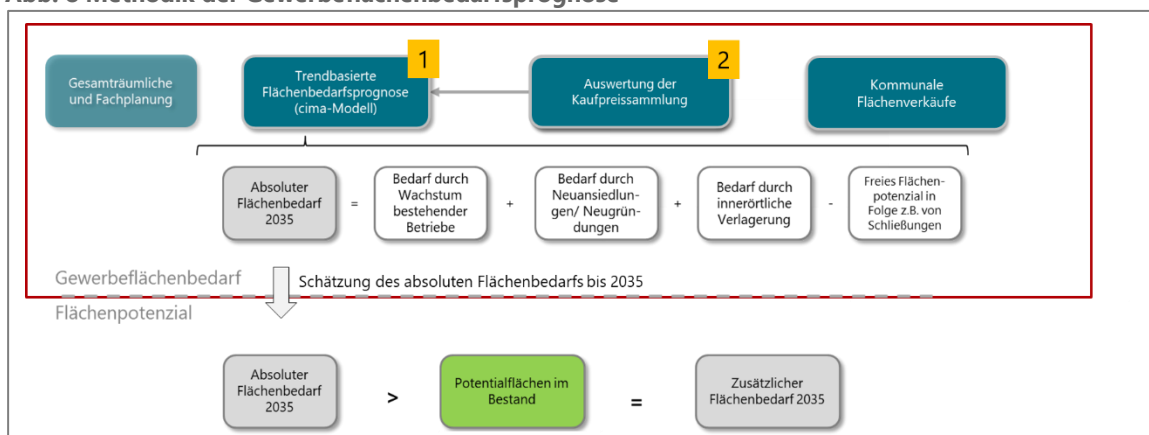 Abb. 8 Methodik der Gewerbeflächenbedarfsprognose
Gesamträumliche
und Fachplanung
Trendbasierte
Flächenbedarfsprognose
(cima-Modell)
1
Auswertung der
Kaufpreissammlung
2
Kommunale
Flächenverkäufe
Absoluter
Flächenbedarf
2035
=
Bedarf durch
Wachstum
bestehender
Betriebe
+
Bedarf durch
Neuansiedlun-
gen/ Neugrün-
dungen
+
Bedarf durch
innerörtliche
Verlagerung
-
Freies Flächen-
potenzial in
Folge z.B. von
Schließungen
Gewerbeflächenbedarf
Schätzung des absoluten Flächenbedarfs bis 2035
Flächenpotenzial
Absoluter
Flächenbedarf
2035
>
Potentialflächen im
Bestand
=
Zusätzlicher
Flächenbedarf 2035